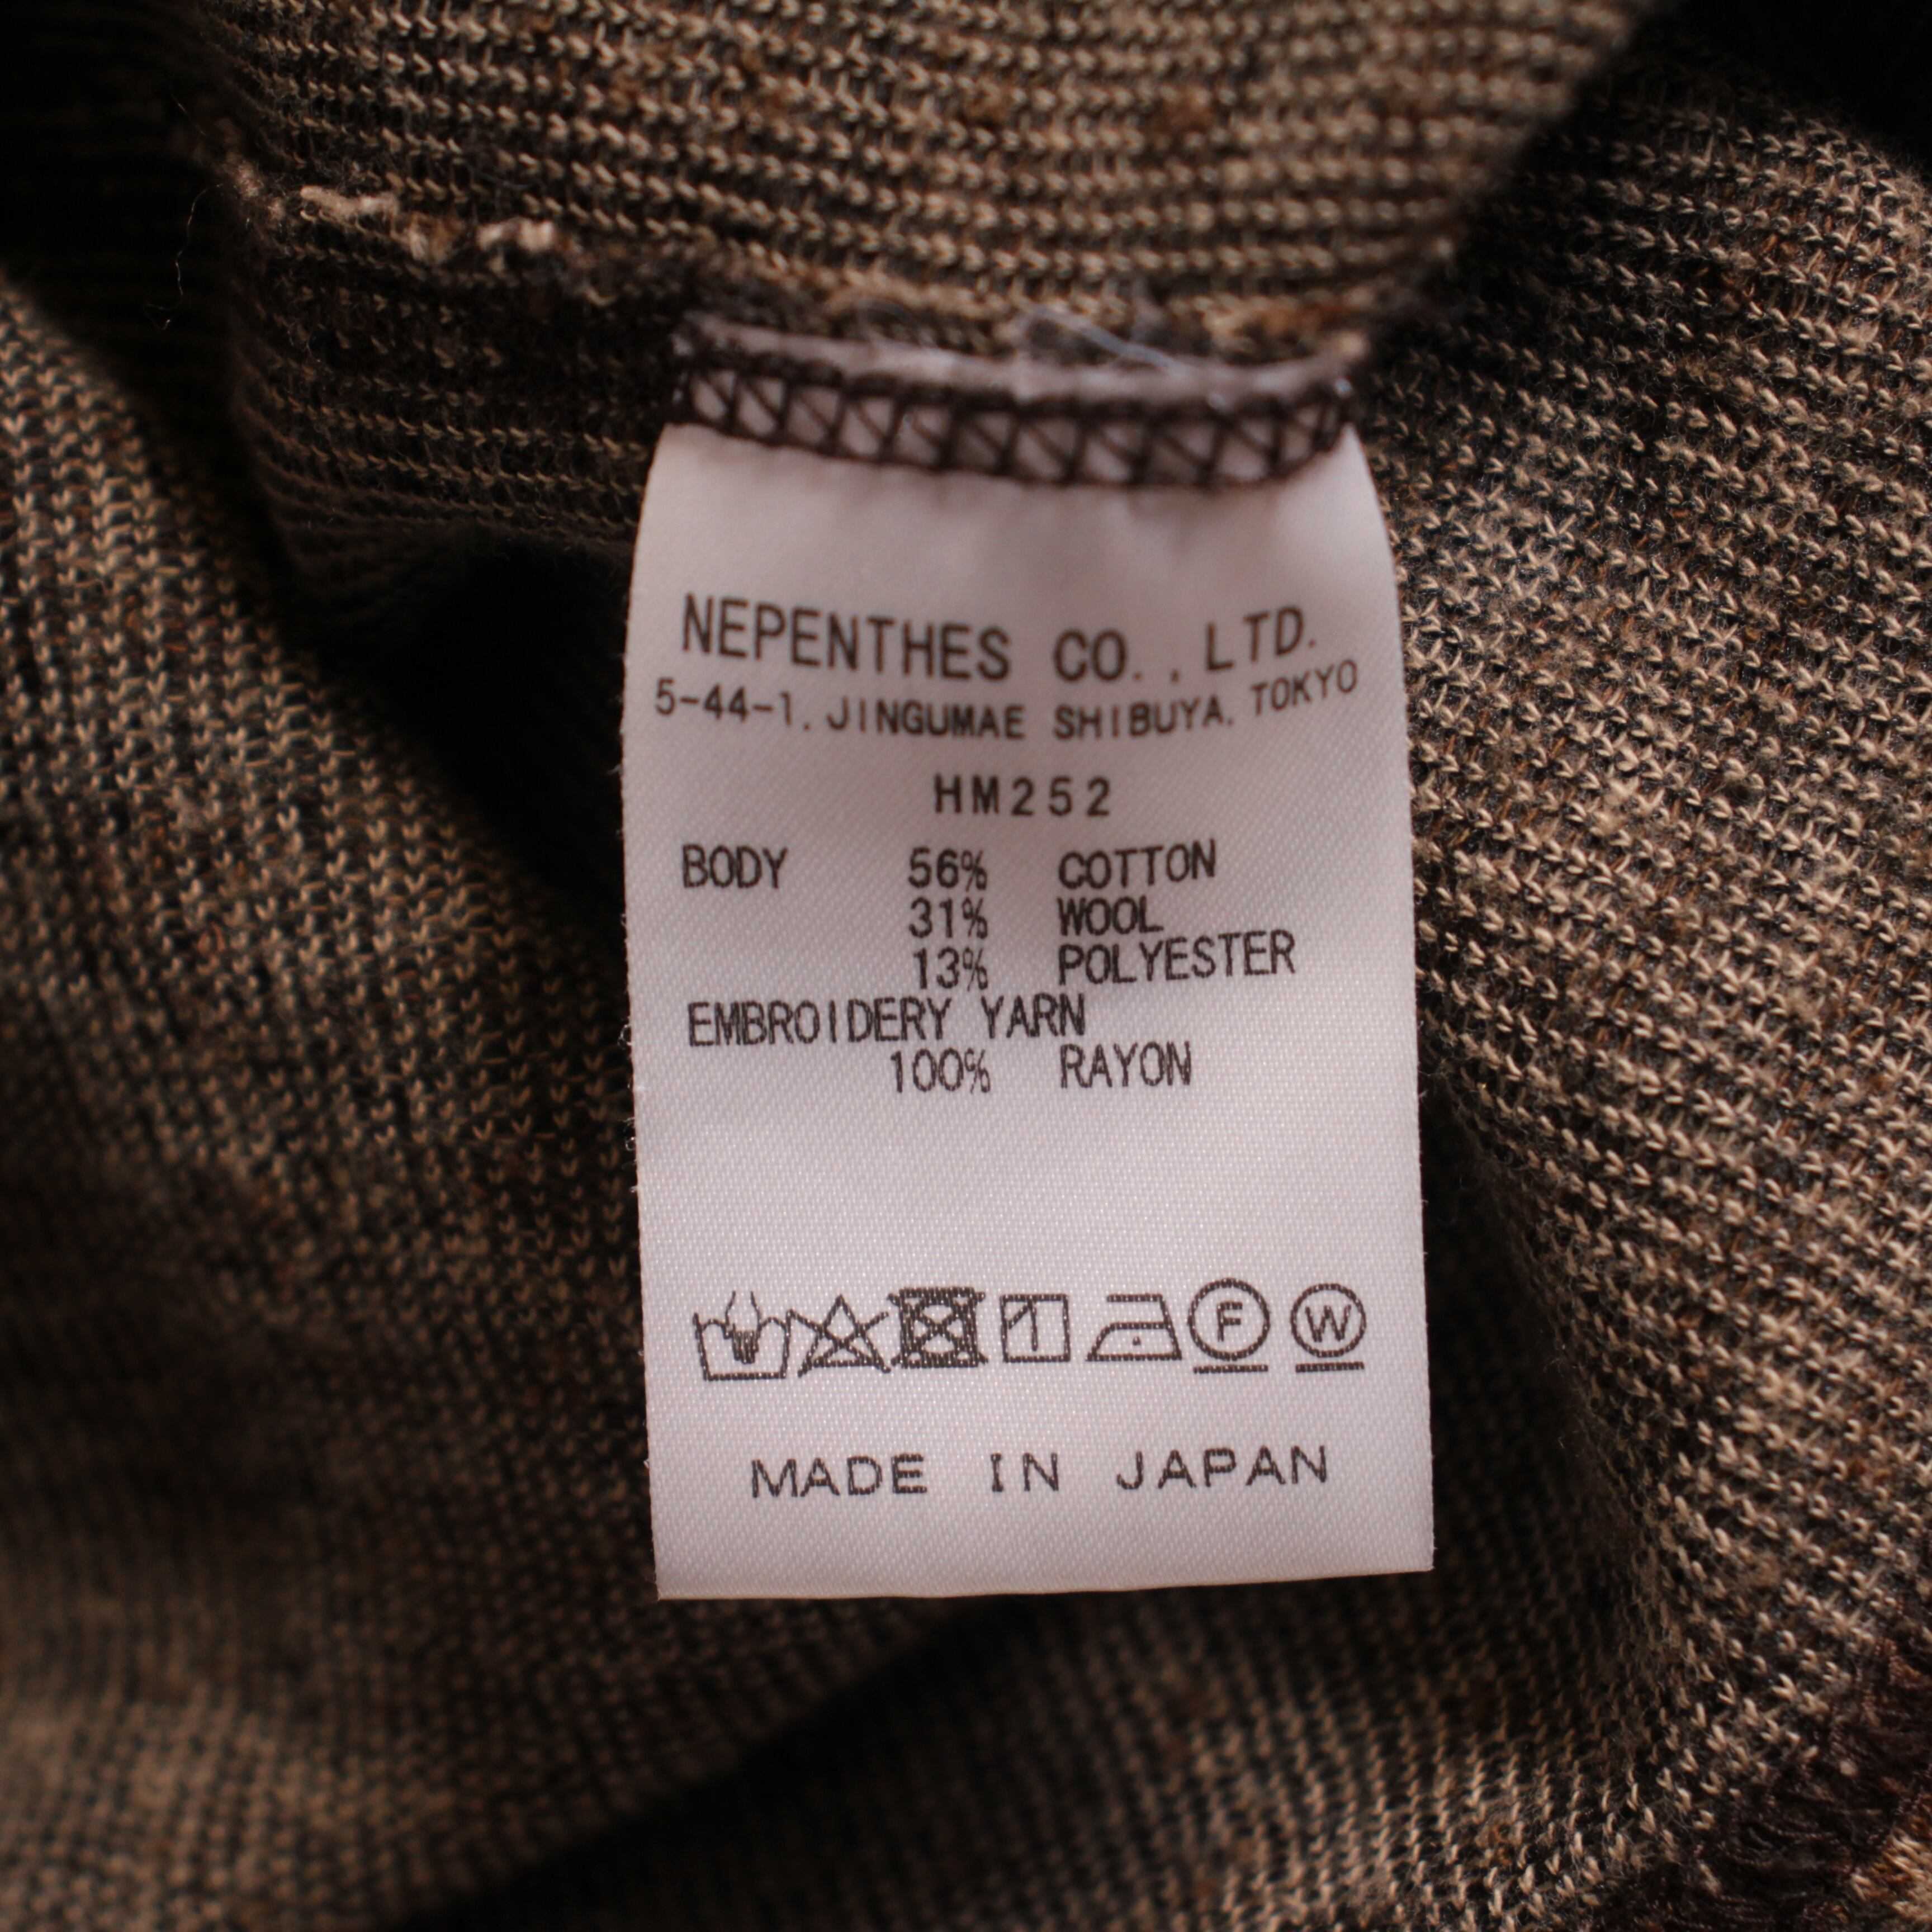 NEPENTHES CO.,LTD.
5-44-1. JINGUMAE SHIBUYA. TOKYO
HM252
BODY 56% COTTON
31% WOOL
13% POLYESTER
EMBROIDERY YARN
100% RAYON
F W
MADE IN JAPAN